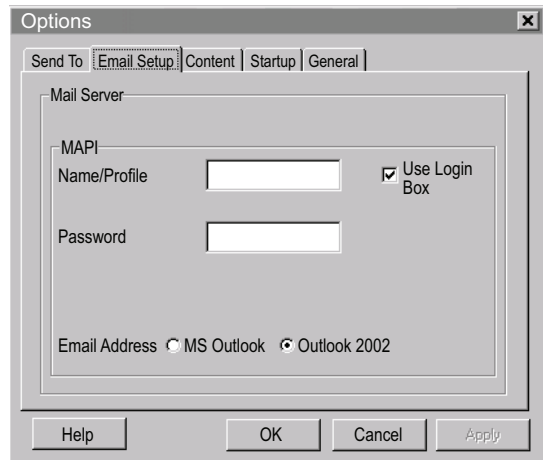 Options
Send To Email Setup Content Startup General
Mail Server
MAPI
Name/Profile
Use Login
Box
Password
Email Address MS Outlook Outlook 2002
Help OK Cancel Apply